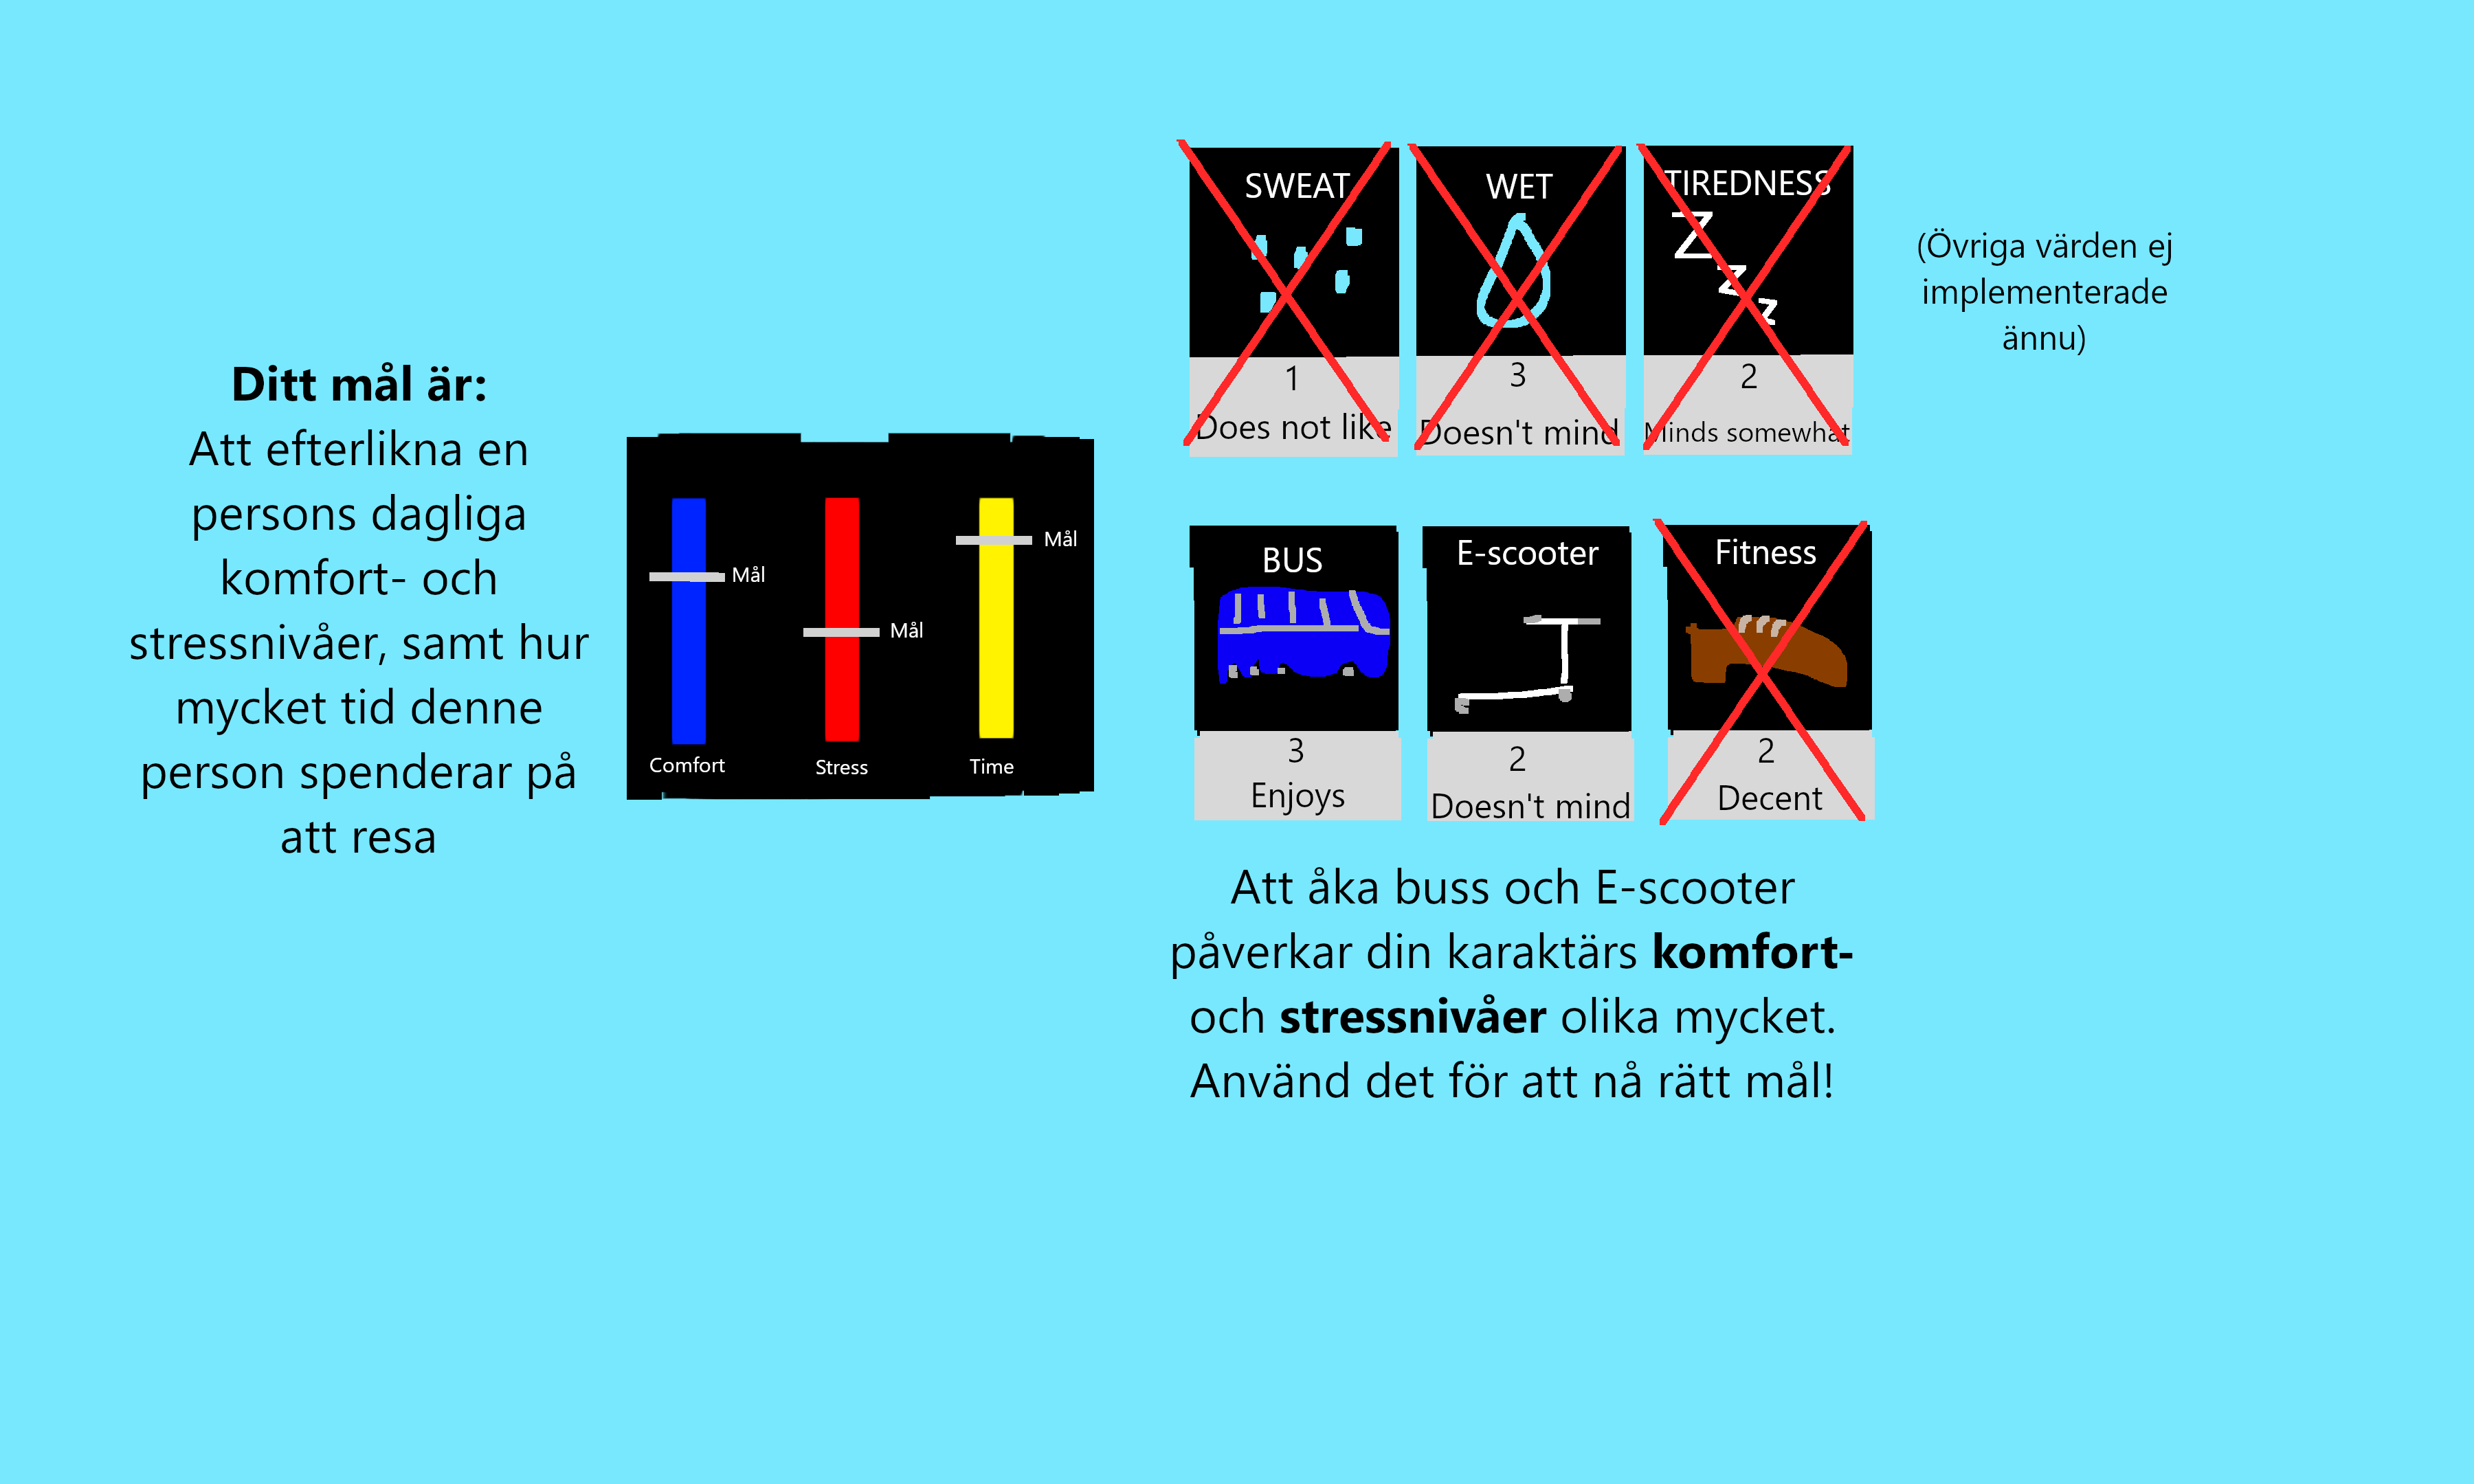 Ditt mål är:
Att efterlikna en
persons dagliga
komfort- och
stressnivåer, samt hur
mycket tid denne
person spenderar på
att resa
Mål
Mål
Mål
Comfort
Stress
Time
SWEAT
1
Does not like
WET
3
Doesn't mind
TIREDNESS
Z
z
z
2
Minds somewhat
(Övriga värden ej
implementerade
ännu)
BUS
3
Enjoys
E-scooter
2
Doesn't mind
Fitness
2
Decent
Att åka buss och E-scooter
påverkar din karaktärs komfort-
och stressnivåer olika mycket.
Använd det för att nå rätt mål!